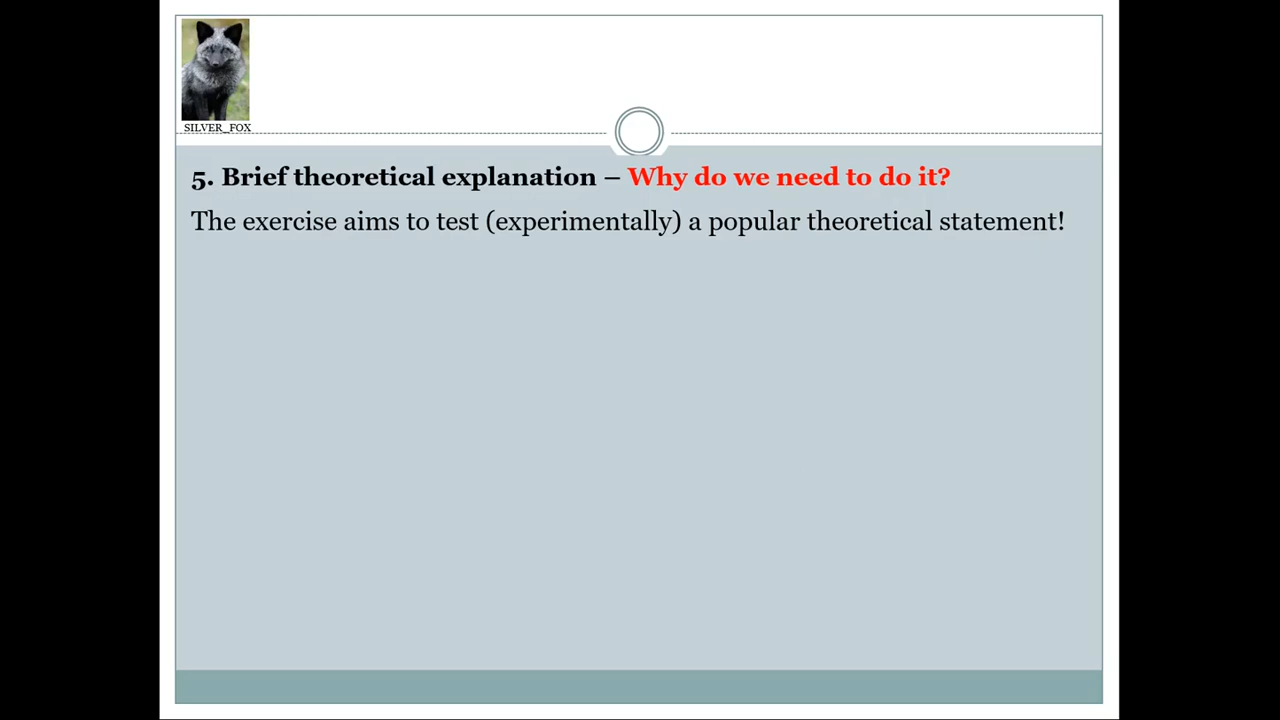 SILVER_FOX
5. Brief theoretical explanation – Why do we need to do it?
The exercise aims to test (experimentally) a popular theoretical statement!